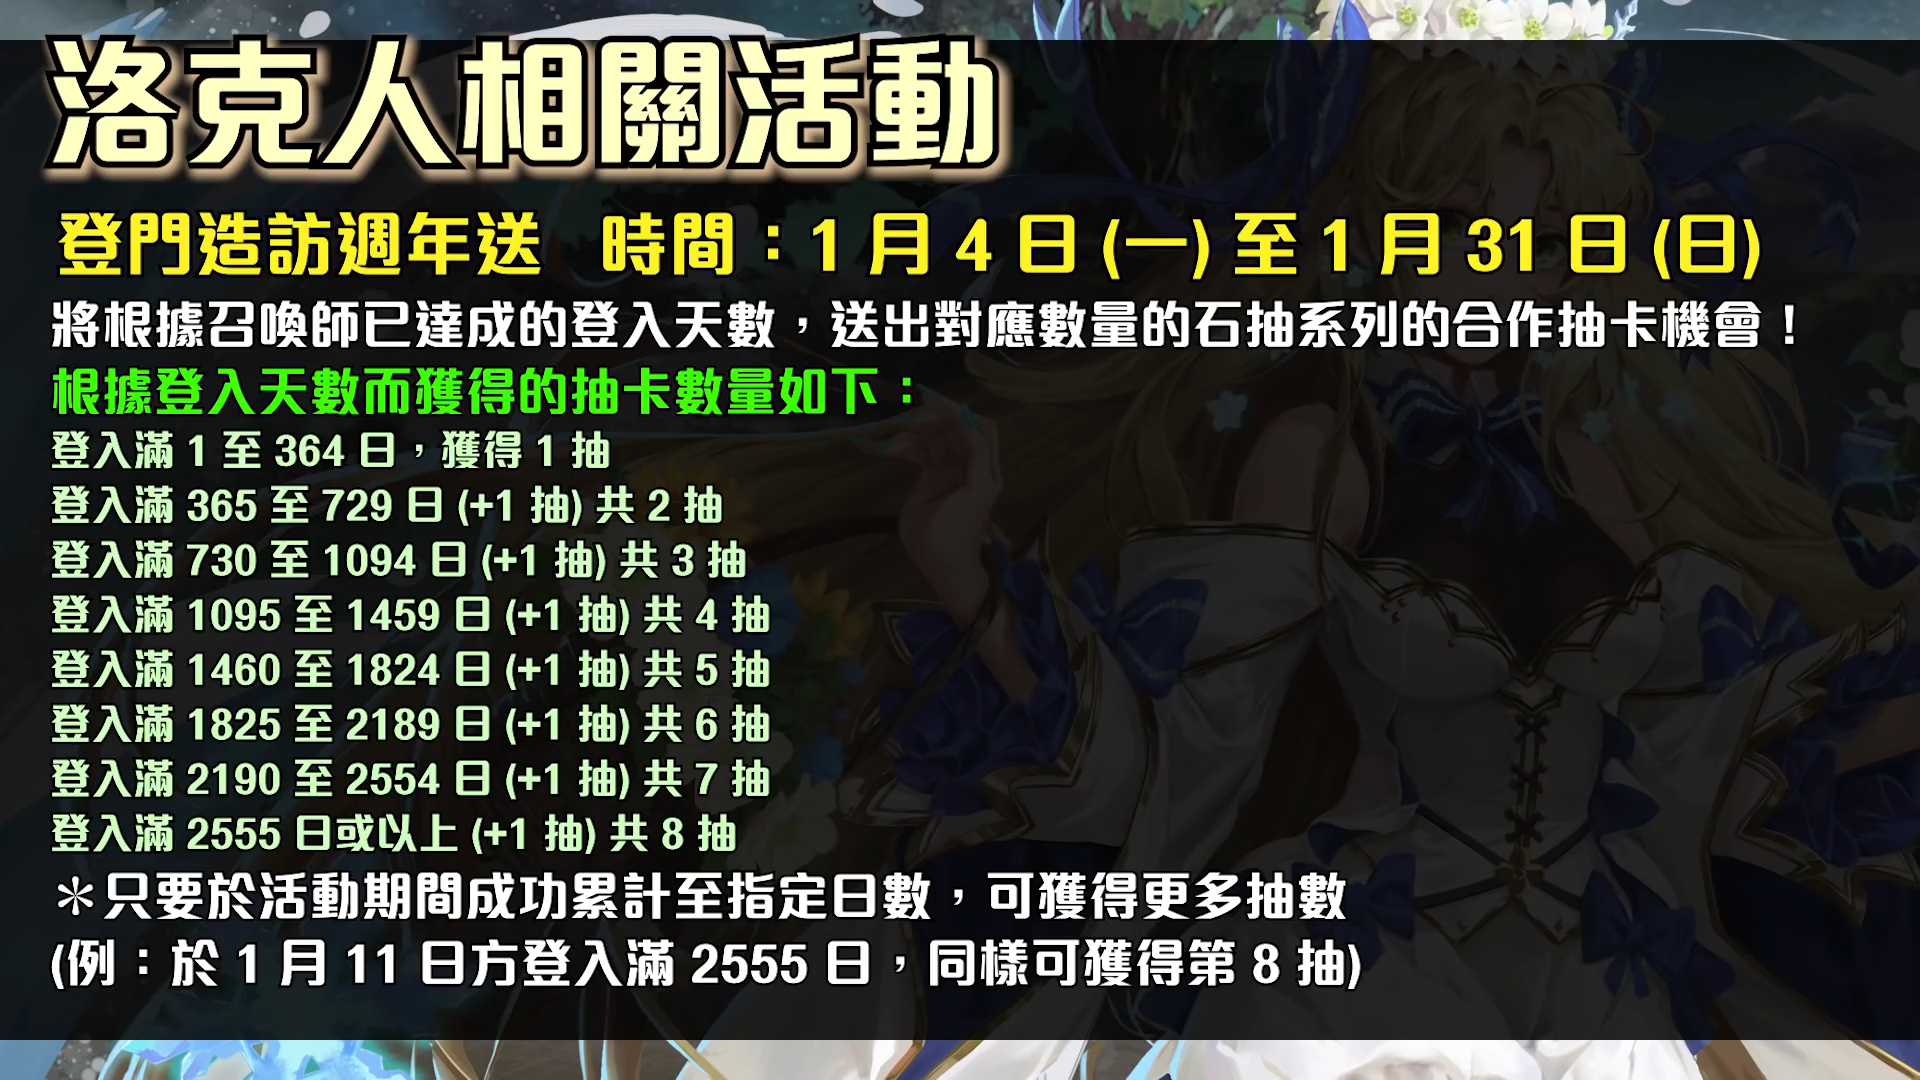 洛克人相關活動
登門造訪週年送 時間：1 月 4 日 (一) 至 1 月 31 日 (日)
將根據召喚師已達成的登入天數，送出對應數量的石抽系列的合作抽卡機會！
根據登入天數而獲得的抽卡數量如下：
登入滿 1 至 364 日，獲得 1 抽
登入滿 365 至 729 日 (+1 抽) 共 2 抽
登入滿 730 至 1094 日 (+1 抽) 共 3 抽
登入滿 1095 至 1459 日 (+1 抽) 共 4 抽
登入滿 1460 至 1824 日 (+1 抽) 共 5 抽
登入滿 1825 至 2189 日 (+1 抽) 共 6 抽
登入滿 2190 至 2554 日 (+1 抽) 共 7 抽
登入滿 2555 日或以上 (+1 抽) 共 8 抽
＊只要於活動期間成功累計至指定日數，可獲得更多抽數
(例：於 1 月 11 日方登入滿 2555 日，同樣可獲得第 8 抽)